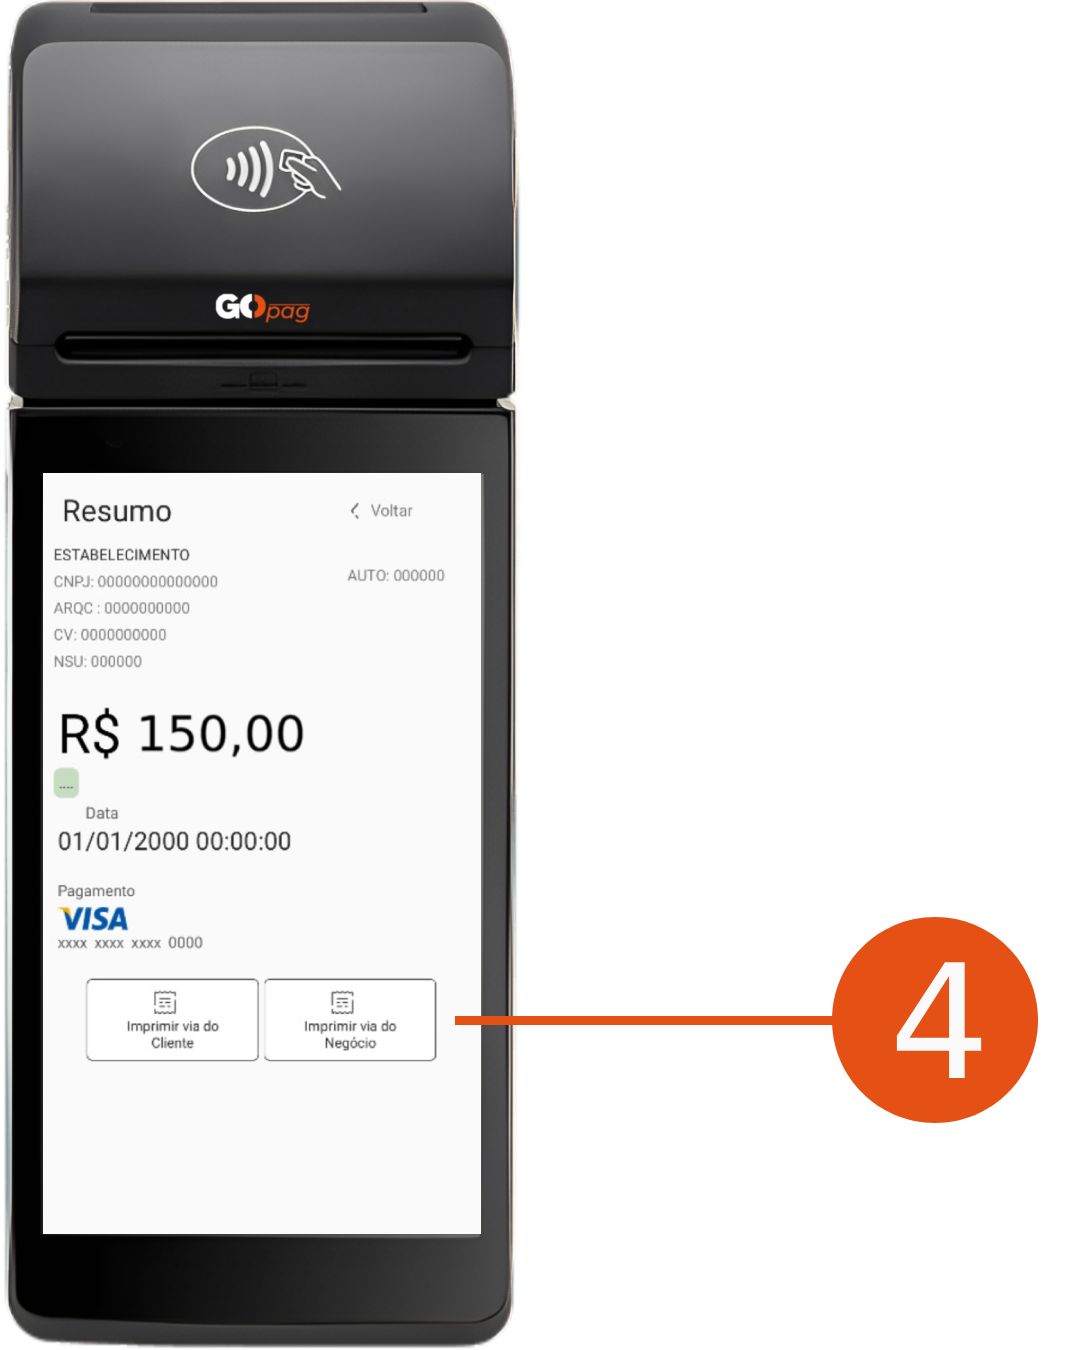 GOpag
Resumo
Voltar
ESTABELECIMENTO
CNPJ: 00000000000000
AUTO: 000000
ARQC : 0000000000
CV: 0000000000
NSU: 000000
R$ 150,00
....
Data
01/01/2000 00:00:00
Pagamento
VISA
xxxx xxxx xxxx 0000
Imprimir via do
Cliente
Imprimir via do
Negócio
4